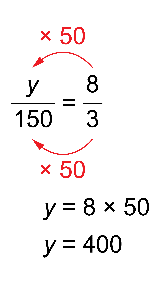 × 50
y/150 = 8/3
× 50
y = 8 × 50
y = 400